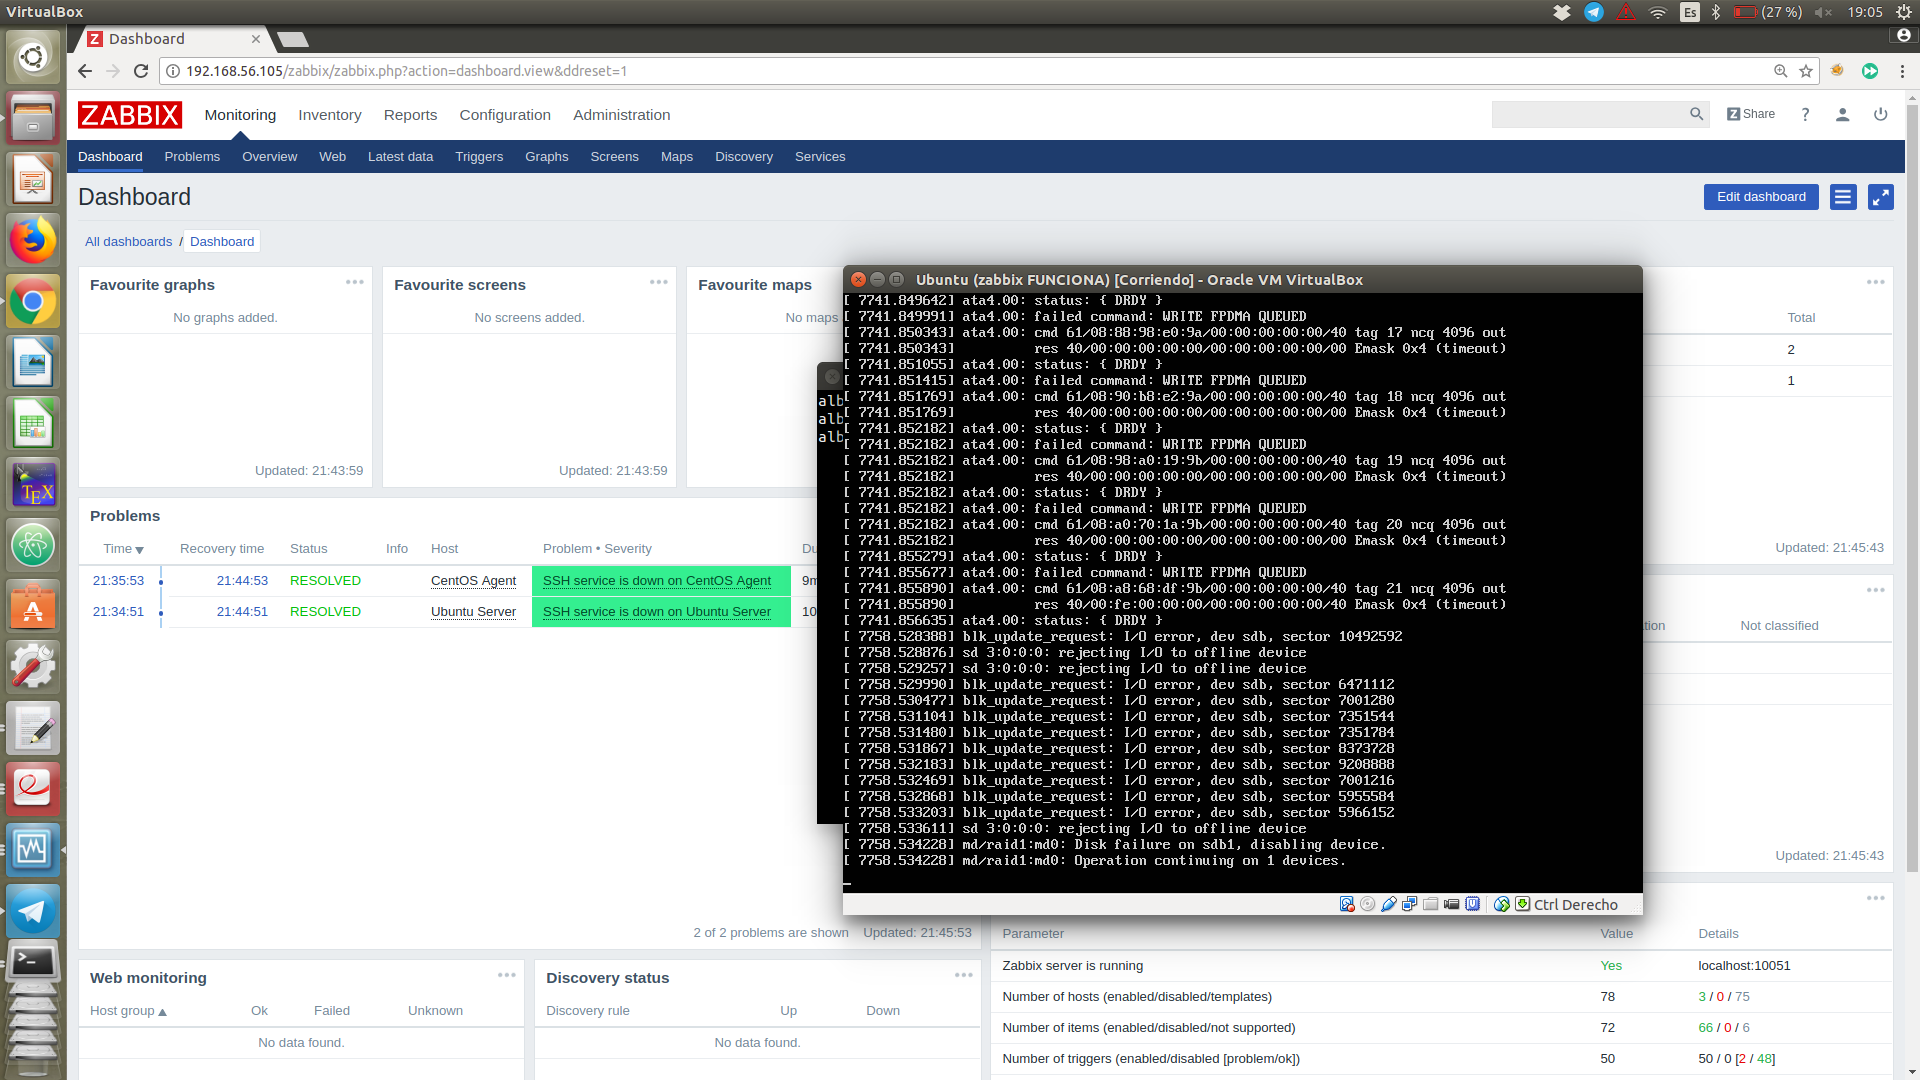 VirtualBox
Es (27 %) 19:05
Dashboard
192.168.56.105/zabbix/zabbix.php?action=dashboard.view&ddreset=1
ZABBIX Monitoring Inventory Reports Configuration Administration Z Share ?
Dashboard Problems Overview Web Latest data Triggers Graphs Screens Maps Discovery Services
Dashboard
Edit dashboard
All dashboards / Dashboard
Favourite graphs
No graphs added.
Updated: 21:43:59
Favourite screens
No screens added.
Updated: 21:43:59
Favourite maps
No maps
Total
2
1
Updated: 21:45:43
Problems
Time Recovery time Status Info Host Problem • Severity Du
21:35:53 21:44:53 RESOLVED CentOS Agent SSH service is down on CentOS Agent 9m
21:34:51 21:44:51 RESOLVED Ubuntu Server SSH service is down on Ubuntu Server 10
2 of 2 problems are shown Updated: 21:45:53
alb
alb
alb
Ubuntu (zabbix FUNCIONA) [Corriendo] - Oracle VM VirtualBox
[ 7741.849642] ata4.00: status: { DRDY }
[ 7741.849991] ata4.00: failed command: WRITE FPDMA QUEUED
[ 7741.850343] ata4.00: cmd 61/08:88:98:e0:9a/00:00:00:00:00/40 tag 17 ncq 4096 out
[ 7741.850343]          res 40/00:00:00:00:00/00:00:00:00:00/00 Emask 0x4 (timeout)
[ 7741.851055] ata4.00: status: { DRDY }
[ 7741.851415] ata4.00: failed command: WRITE FPDMA QUEUED
[ 7741.851769] ata4.00: cmd 61/08:90:b8:e2:9a/00:00:00:00:00/40 tag 18 ncq 4096 out
[ 7741.851769]          res 40/00:00:00:00:00/00:00:00:00:00/00 Emask 0x4 (timeout)
[ 7741.852182] ata4.00: status: { DRDY }
[ 7741.852182] ata4.00: failed command: WRITE FPDMA QUEUED
[ 7741.852182] ata4.00: cmd 61/08:98:a0:19:9b/00:00:00:00:00/40 tag 19 ncq 4096 out
[ 7741.852182]          res 40/00:00:00:00:00/00:00:00:00:00/00 Emask 0x4 (timeout)
[ 7741.852182] ata4.00: status: { DRDY }
[ 7741.852182] ata4.00: failed command: WRITE FPDMA QUEUED
[ 7741.852182] ata4.00: cmd 61/08:a0:70:1a:9b/00:00:00:00:00/40 tag 20 ncq 4096 out
[ 7741.852182]          res 40/00:00:00:00:00/00:00:00:00:00/00 Emask 0x4 (timeout)
[ 7741.855279] ata4.00: status: { DRDY }
[ 7741.855677] ata4.00: failed command: WRITE FPDMA QUEUED
[ 7741.855890] ata4.00: cmd 61/08:a8:68:df:9b/00:00:00:00:00/40 tag 21 ncq 4096 out
[ 7741.855890]          res 40/00:fe:00:00:00/00:00:00:00:00/40 Emask 0x4 (timeout)
[ 7741.856635] ata4.00: status: { DRDY }
[ 7758.528388] blk_update_request: I/O error, dev sdb, sector 10492592
[ 7758.528876] sd 3:0:0:0: rejecting I/O to offline device
[ 7758.529257] sd 3:0:0:0: rejecting I/O to offline device
[ 7758.529990] blk_update_request: I/O error, dev sdb, sector 6471112
[ 7758.530477] blk_update_request: I/O error, dev sdb, sector 7001280
[ 7758.531104] blk_update_request: I/O error, dev sdb, sector 7351544
[ 7758.531480] blk_update_request: I/O error, dev sdb, sector 7351784
[ 7758.531867] blk_update_request: I/O error, dev sdb, sector 8373728
[ 7758.532183] blk_update_request: I/O error, dev sdb, sector 9208888
[ 7758.532469] blk_update_request: I/O error, dev sdb, sector 7001216
[ 7758.532868] blk_update_request: I/O error, dev sdb, sector 5955584
[ 7758.533203] blk_update_request: I/O error, dev sdb, sector 5966152
[ 7758.533611] sd 3:0:0:0: rejecting I/O to offline device
[ 7758.534228] md/raid1:md0: Disk failure on sdb1, disabling device.
[ 7758.534228] md/raid1:md0: Operation continuing on 1 devices.
Ctrl Derecho
tion Not classified
Updated: 21:45:43
Web monitoring
Host group Ok Failed Unknown
No data found.
Discovery status
Discovery rule Up Down
No data found.
Parameter Value Details
Zabbix server is running Yes localhost:10051
Number of hosts (enabled/disabled/templates) 78 3 / 0 / 75
Number of items (enabled/disabled/not supported) 72 66 / 0 / 6
Number of triggers (enabled/disabled [problem/ok]) 50 50 / 0 [2 / 48]
TEX